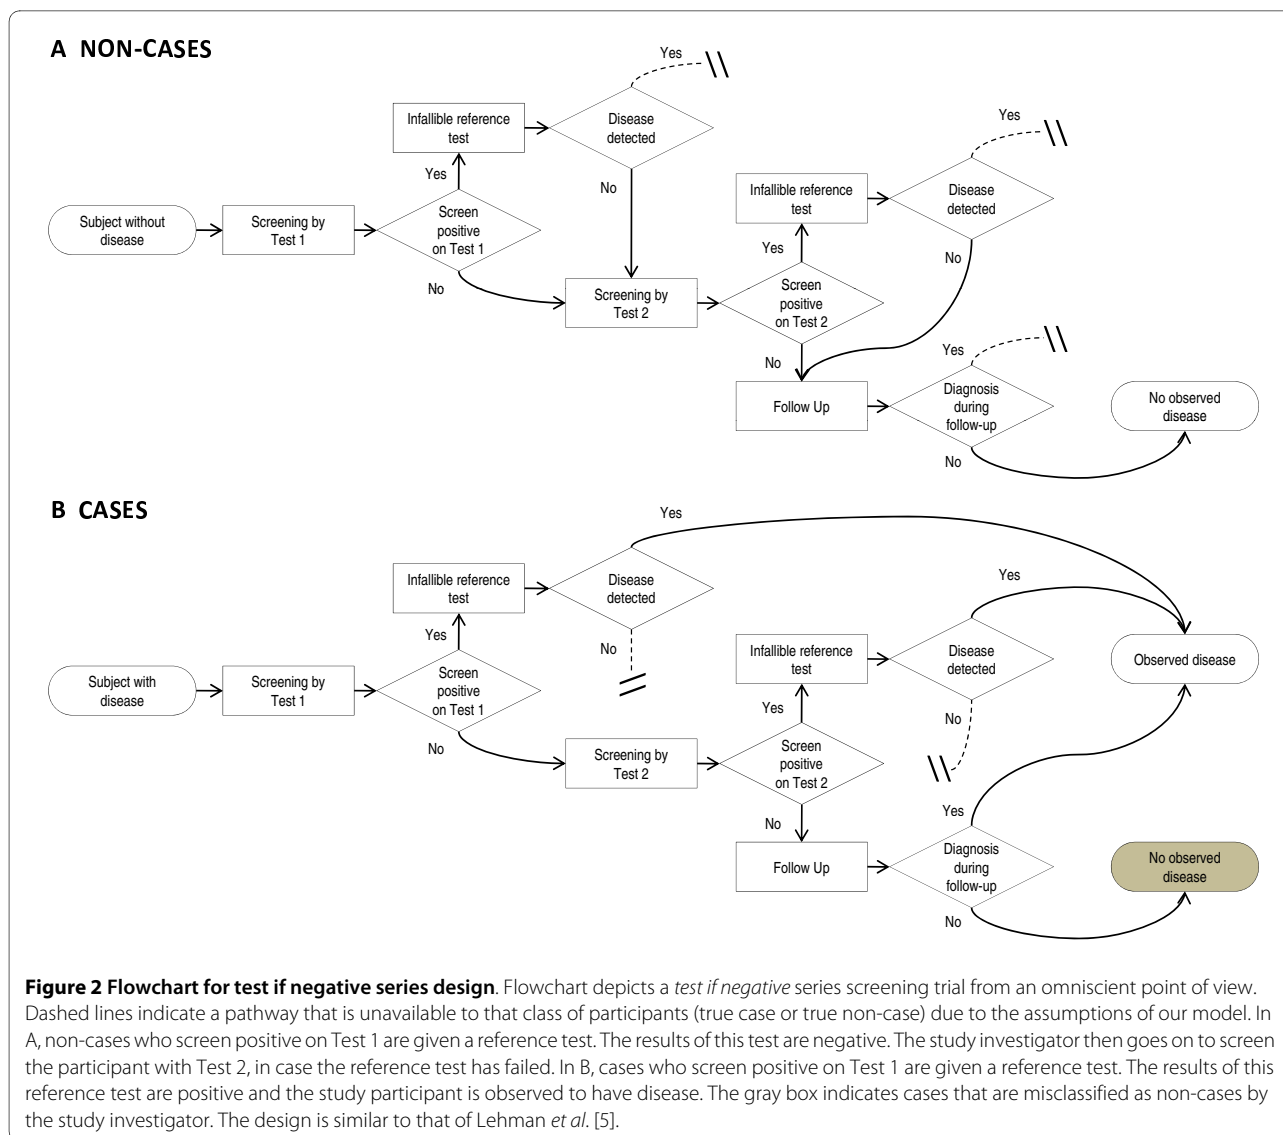 A NON-CASES
Yes
Infallible reference
test
Disease
detected
Yes
Yes
No
Infallible reference
test
Disease
detected
Subject without
disease
Screening by
Test 1
Screen
positive
on Test 1
Yes
No
No
Screening by
Test 2
Screen
positive
on Test 2
No
Yes
Follow Up
Diagnosis
during
follow-up
No observed
disease
No
B CASES
Yes
Infallible reference
test
Disease
detected
Yes
Yes
No
Infallible reference
test
Disease
detected
Observed disease
Subject with
disease
Screening by
Test 1
Screen
positive
on Test 1
Yes
No
No
Screening by
Test 2
Screen
positive
on Test 2
No
Yes
Follow Up
Diagnosis
during
follow-up
No observed
disease
No
Figure 2 Flowchart for test if negative series design. Flowchart depicts a test if negative series screening trial from an omniscient point of view.
Dashed lines indicate a pathway that is unavailable to that class of participants (true case or true non-case) due to the assumptions of our model. In
A, non-cases who screen positive on Test 1 are given a reference test. The results of this test are negative. The study investigator then goes on to screen
the participant with Test 2, in case the reference test has failed. In B, cases who screen positive on Test 1 are given a reference test. The results of this
reference test are positive and the study participant is observed to have disease. The gray box indicates cases that are misclassified as non-cases by
the study investigator. The design is similar to that of Lehman et al. [5].